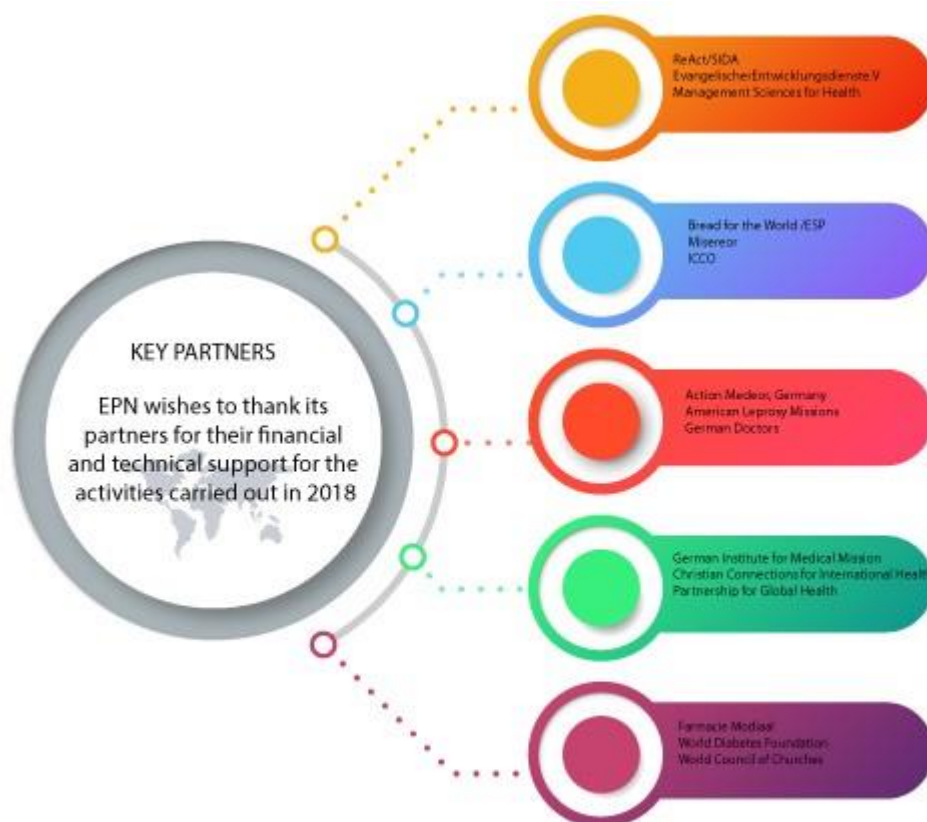 KEY PARTNERS
EPN wishes to thank its
partners for their financial
and technical support for the
activities carried out in 2018
ReAct/SIDA
EvangelischerEntwicklungsdienste.V
Management Sciences for Health
Bread for the World /ESP
Misereor
ICCO
Action Medeor, Germany
American Leprosy Missions
German Doctors
German Institute for Medical Mission
Christian Connections for International Health
Partnership for Global Health
Farmacie Mediaal
World Diabetes Foundation
World Council of Churches